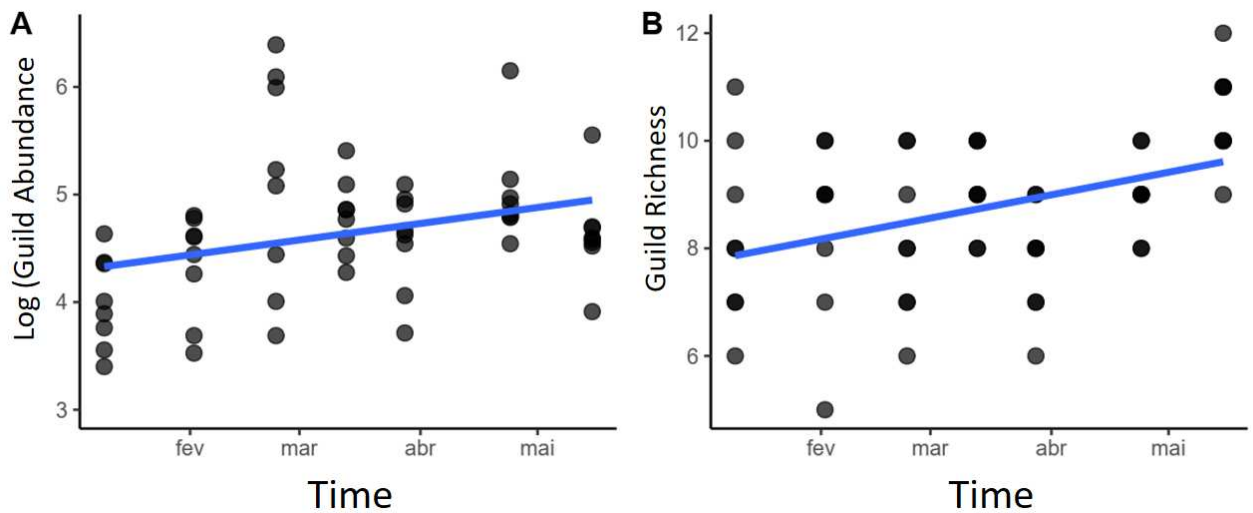 A
B
Log (Guild Abundance
6
5
4
3
fev mar abr mai
Time
Guild Richness
12
10
8
6
fev mar abr mai
Time